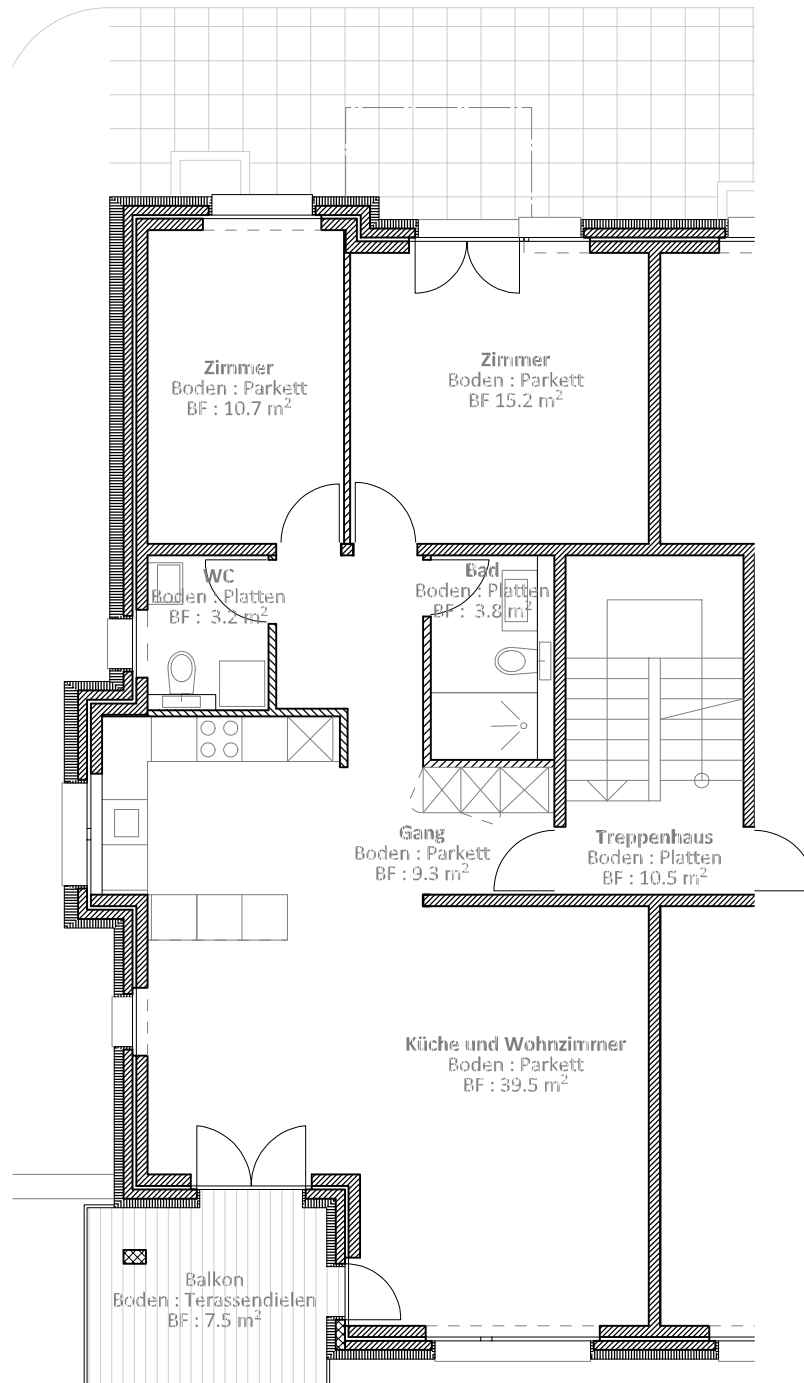 Zimmer
Boden : Parkett
BF : 10.7 m²
Zimmer
Boden : Parkett
BF 15.2 m²
WC
Boden : Platten
BF : 3.2 m²
Bad
Boden : Platten
BF : 3.8 m²
Gang
Boden : Parkett
BF : 9.3 m²
Treppenhaus
Boden : Platten
BF : 10.5 m²
Küche und Wohnzimmer
Boden : Parkett
BF : 39.5 m²
Balkon
Boden : Terassendielen
BF : 7.5 m²